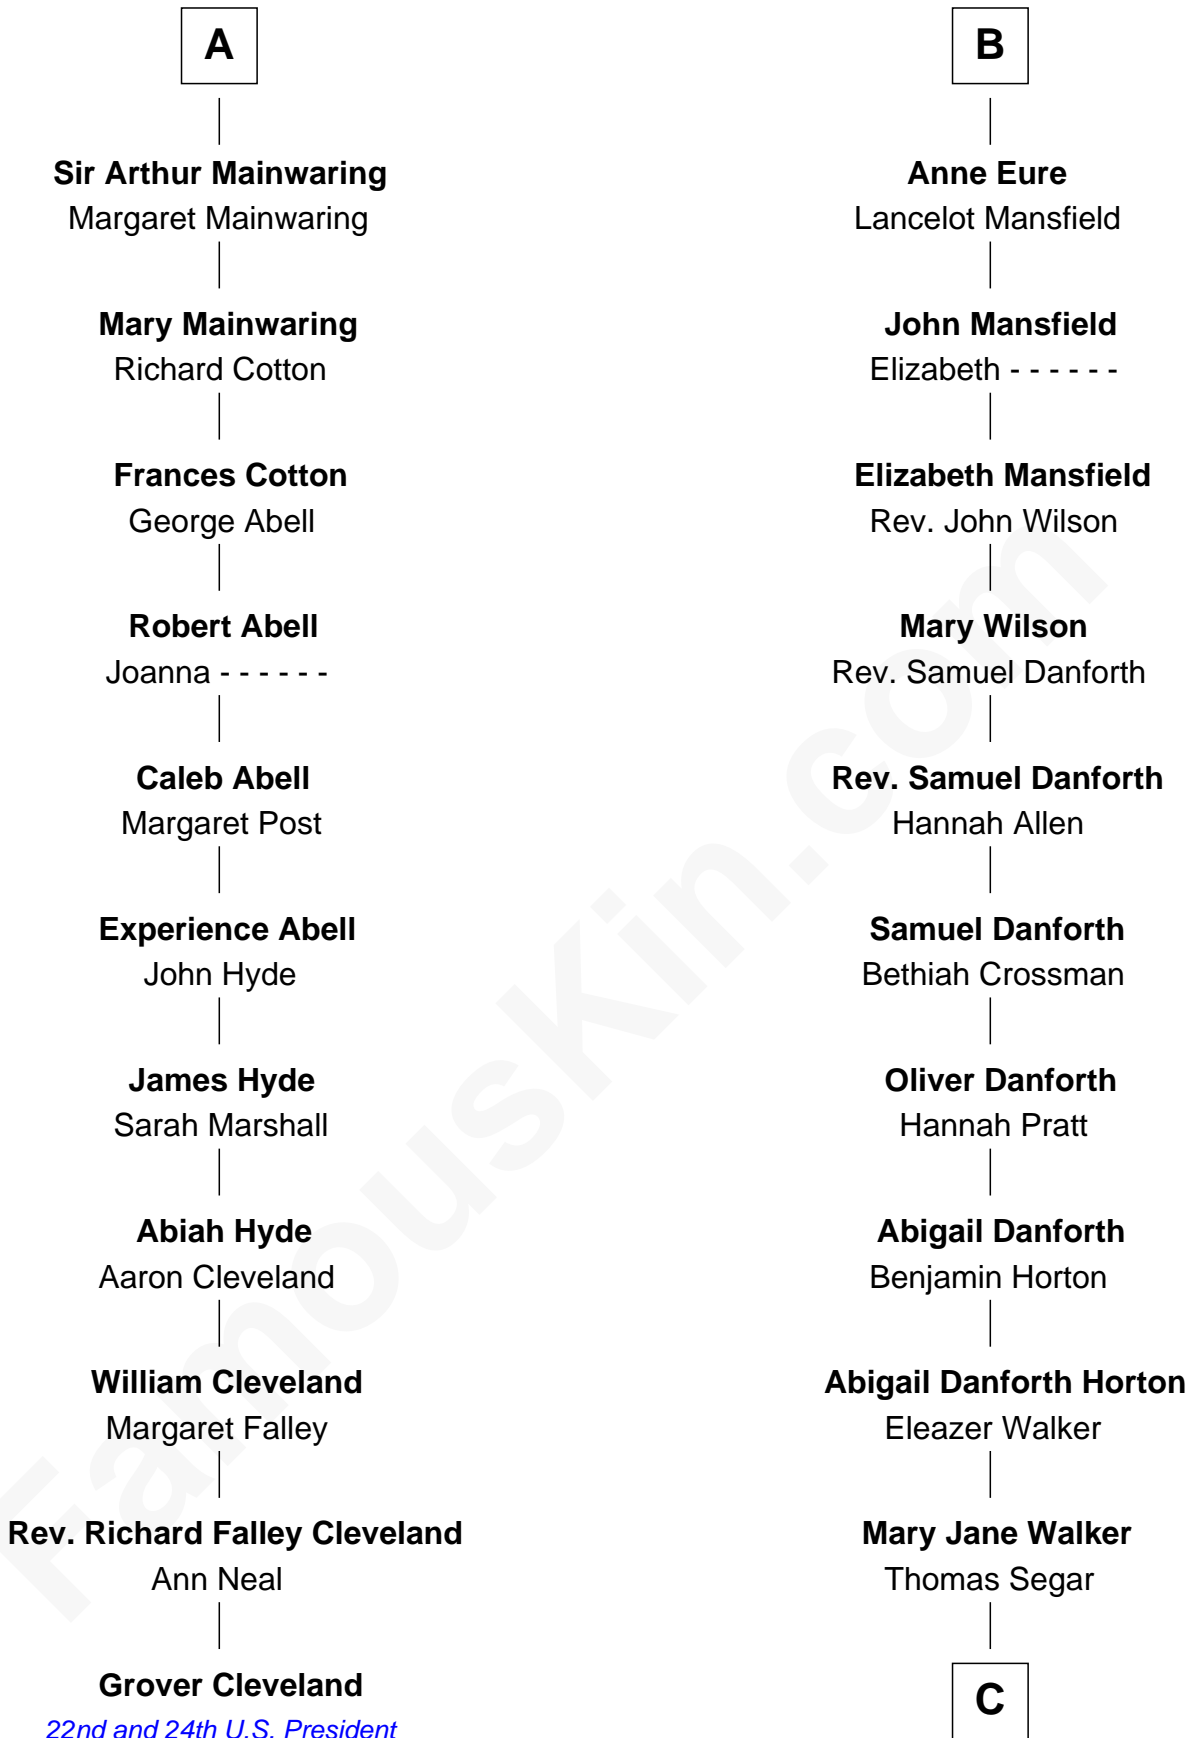 A
Sir Arthur Mainwaring
Margaret Mainwaring
Mary Mainwaring
Richard Cotton
Frances Cotton
George Abell
Robert Abell
Joanna - - - - - -
Caleb Abell
Margaret Post
Experience Abell
John Hyde
James Hyde
Sarah Marshall
Abiah Hyde
Aaron Cleveland
William Cleveland
Margaret Falley
Rev. Richard Falley Cleveland
Ann Neal
Grover Cleveland
22nd and 24th U.S. President
B
Anne Eure
Lancelot Mansfield
John Mansfield
Elizabeth - - - - - -
Elizabeth Mansfield
Rev. John Wilson
Mary Wilson
Rev. Samuel Danforth
Rev. Samuel Danforth
Hannah Allen
Samuel Danforth
Bethiah Crossman
Oliver Danforth
Hannah Pratt
Abigail Danforth
Benjamin Horton
Abigail Danforth Horton
Eleazer Walker
Mary Jane Walker
Thomas Segar
C
FamousKin.com